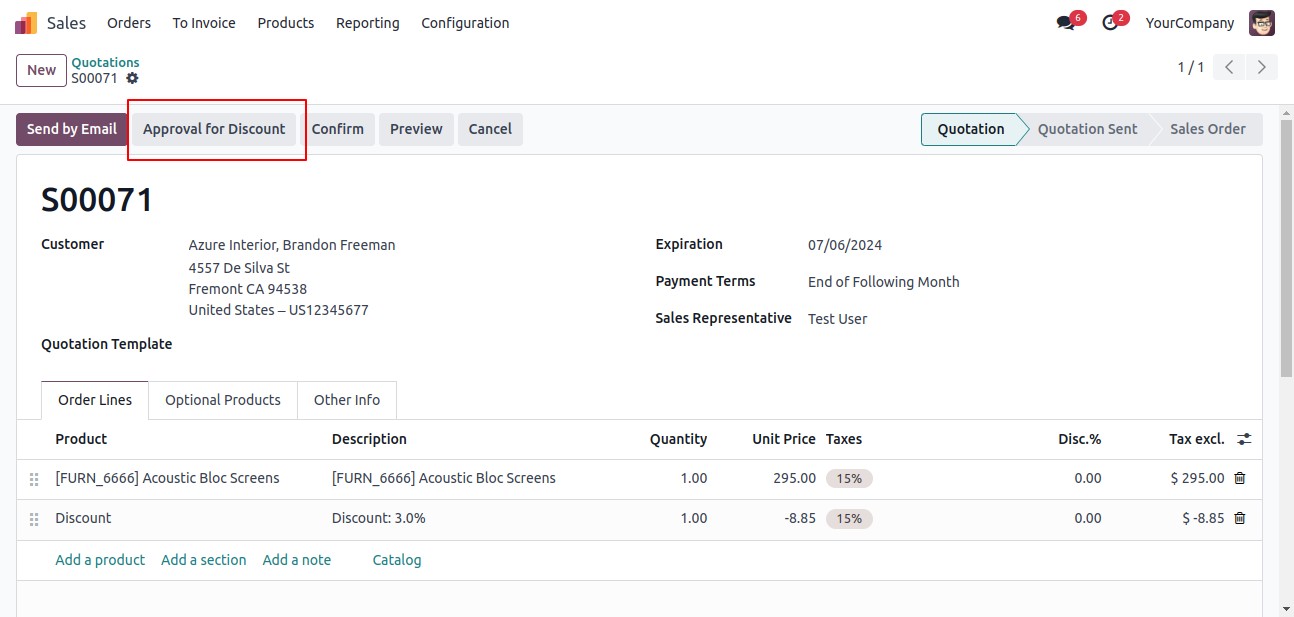 Sales Orders To Invoice Products Reporting Configuration 6 2 YourCompany
New Quotations
S00071
1 / 1
Send by Email Approval for Discount Confirm Preview Cancel Quotation Quotation Sent Sales Order
S00071
Customer Azure Interior, Brandon Freeman
4557 De Silva St
Fremont CA 94538
United States – US12345677
Quotation Template
Expiration 07/06/2024
Payment Terms End of Following Month
Sales Representative Test User
Order Lines Optional Products Other Info
Product Description Quantity Unit Price Taxes Disc.% Tax excl.
[FURN_6666] Acoustic Bloc Screens [FURN_6666] Acoustic Bloc Screens 1.00 295.00 15% 0.00 $ 295.00
Discount Discount: 3.0% 1.00 -8.85 15% 0.00 $ -8.85
Add a product Add a section Add a note Catalog